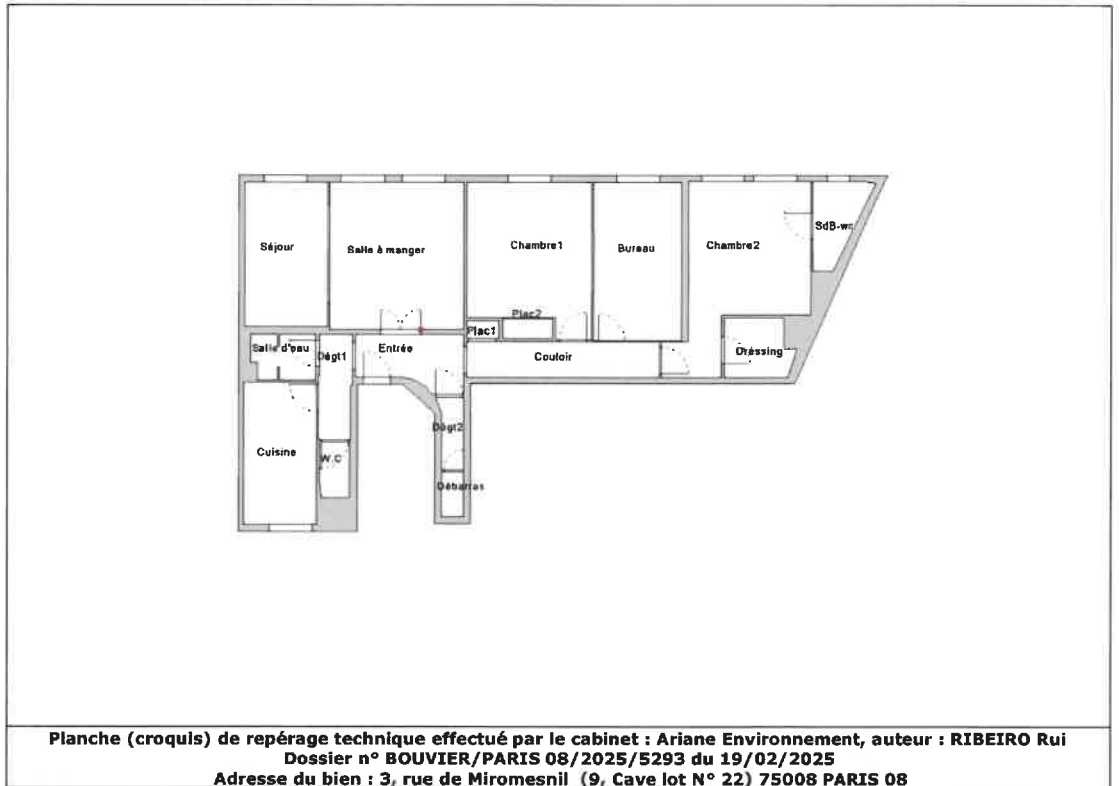 Séjour
Salle à manger
Chambre1
Bureau
Chambre2
SdB-wc
Plac2
Plac1
Salle d'eau
Dégt1
Entrée
Couloir
Dréssing
Dégt2
Cuisine
W.C
Débarras
Planche (croquis) de repérage technique effectué par le cabinet : Ariane Environnement, auteur : RIBEIRO Rui
Dossier n° BOUVIER/PARIS 08/2025/5293 du 19/02/2025
Adresse du bien : 3, rue de Miromesnil (9, Cave lot N° 22) 75008 PARIS 08